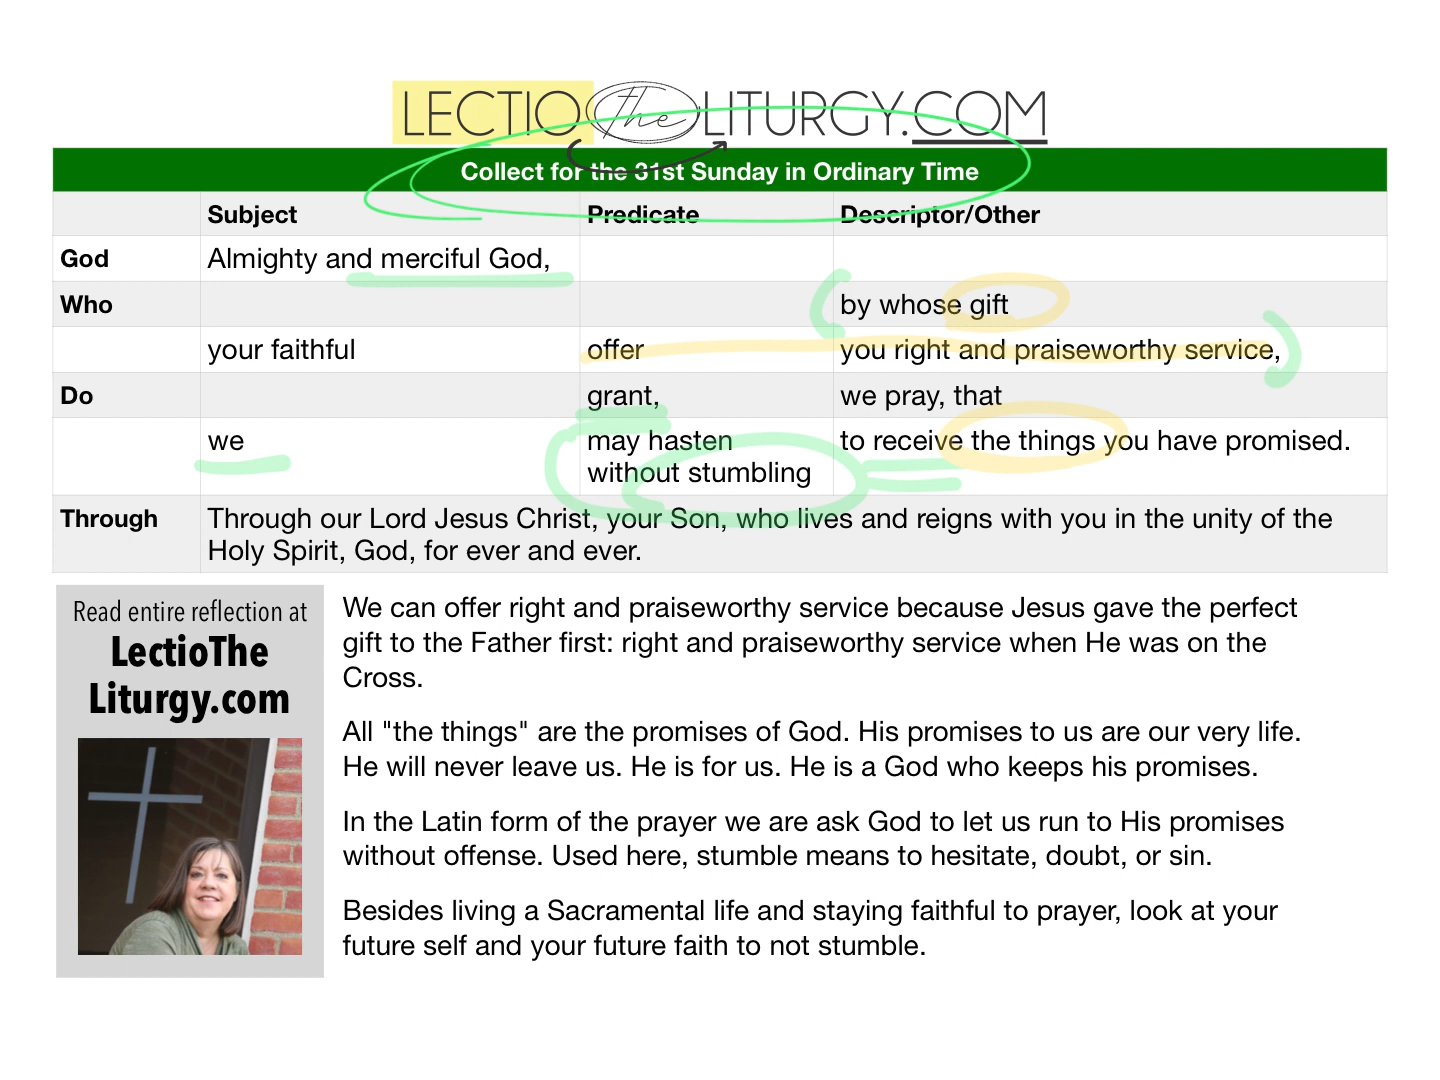 LECTIO the LITURGY.COM
Collect for the 31st Sunday in Ordinary Time
Subject Predicate Descriptor/Other
God Almighty and merciful God,
Who by whose gift
your faithful offer you right and praiseworthy service,
Do grant, we pray, that
we may hasten to receive the things you have promised.
without stumbling
Through Through our Lord Jesus Christ, your Son, who lives and reigns with you in the unity of the
Holy Spirit, God, for ever and ever.
Read entire reflection at
LectioThe
Liturgy.com
We can offer right and praiseworthy service because Jesus gave the perfect
gift to the Father first: right and praiseworthy service when He was on the
Cross.
All "the things" are the promises of God. His promises to us are our very life.
He will never leave us. He is for us. He is a God who keeps his promises.
In the Latin form of the prayer we are ask God to let us run to His promises
without offense. Used here, stumble means to hesitate, doubt, or sin.
Besides living a Sacramental life and staying faithful to prayer, look at your
future self and your future faith to not stumble.